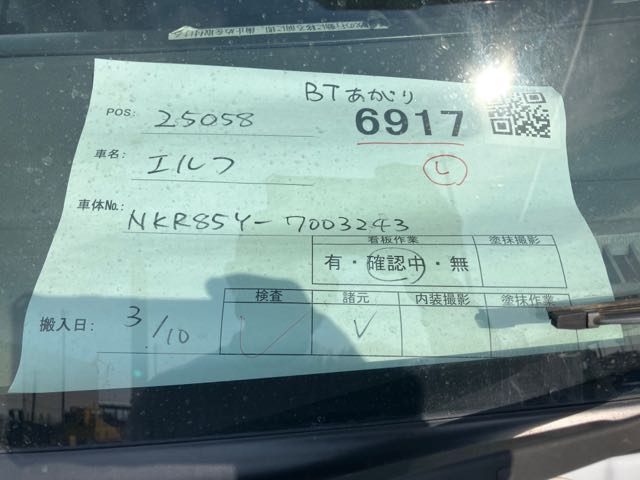 BTあがり
POS: 25058
6917
車名: エルフ
L
車体No.: NKR85Y-7003243
看板作業 塗抹撮影
有・確認中・無
検査 諸元 内装撮影 塗抹作業
搬入日: 3/10 ✓ ✓